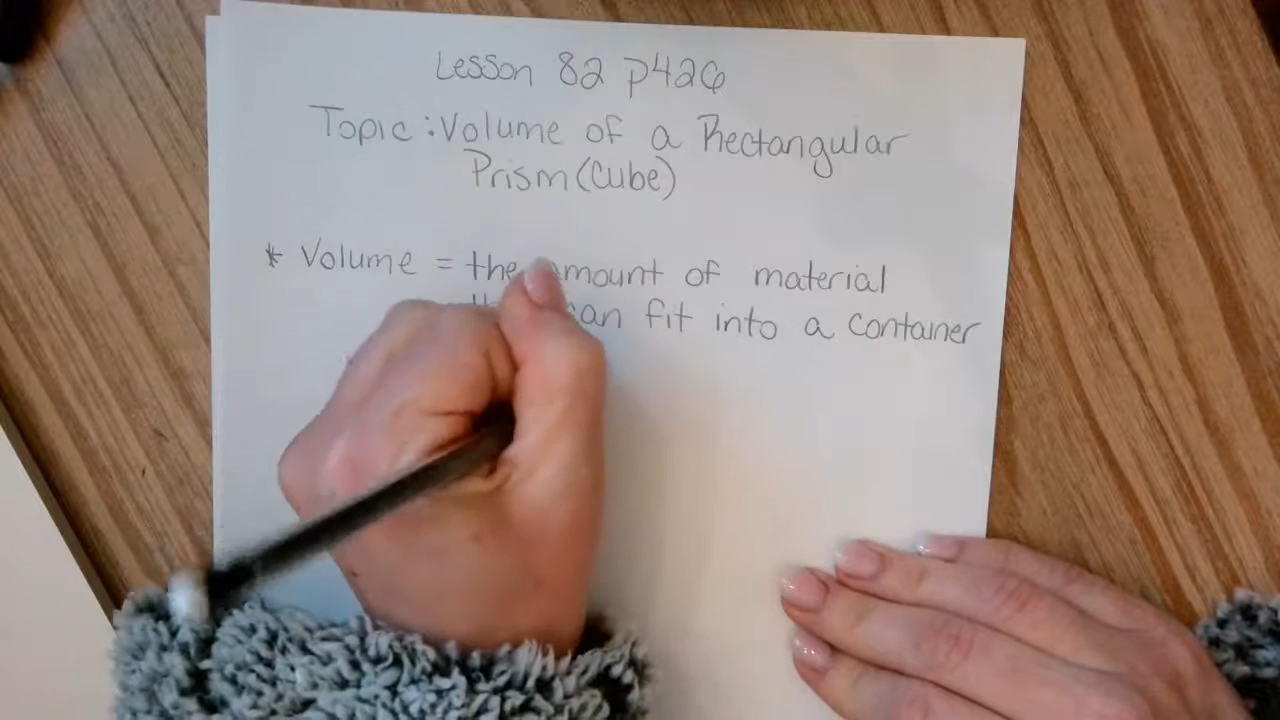 Lesson 82 p426
Topic: Volume of a Rectangular
Prism (Cube)
* Volume = the amount of material
can fit into a container